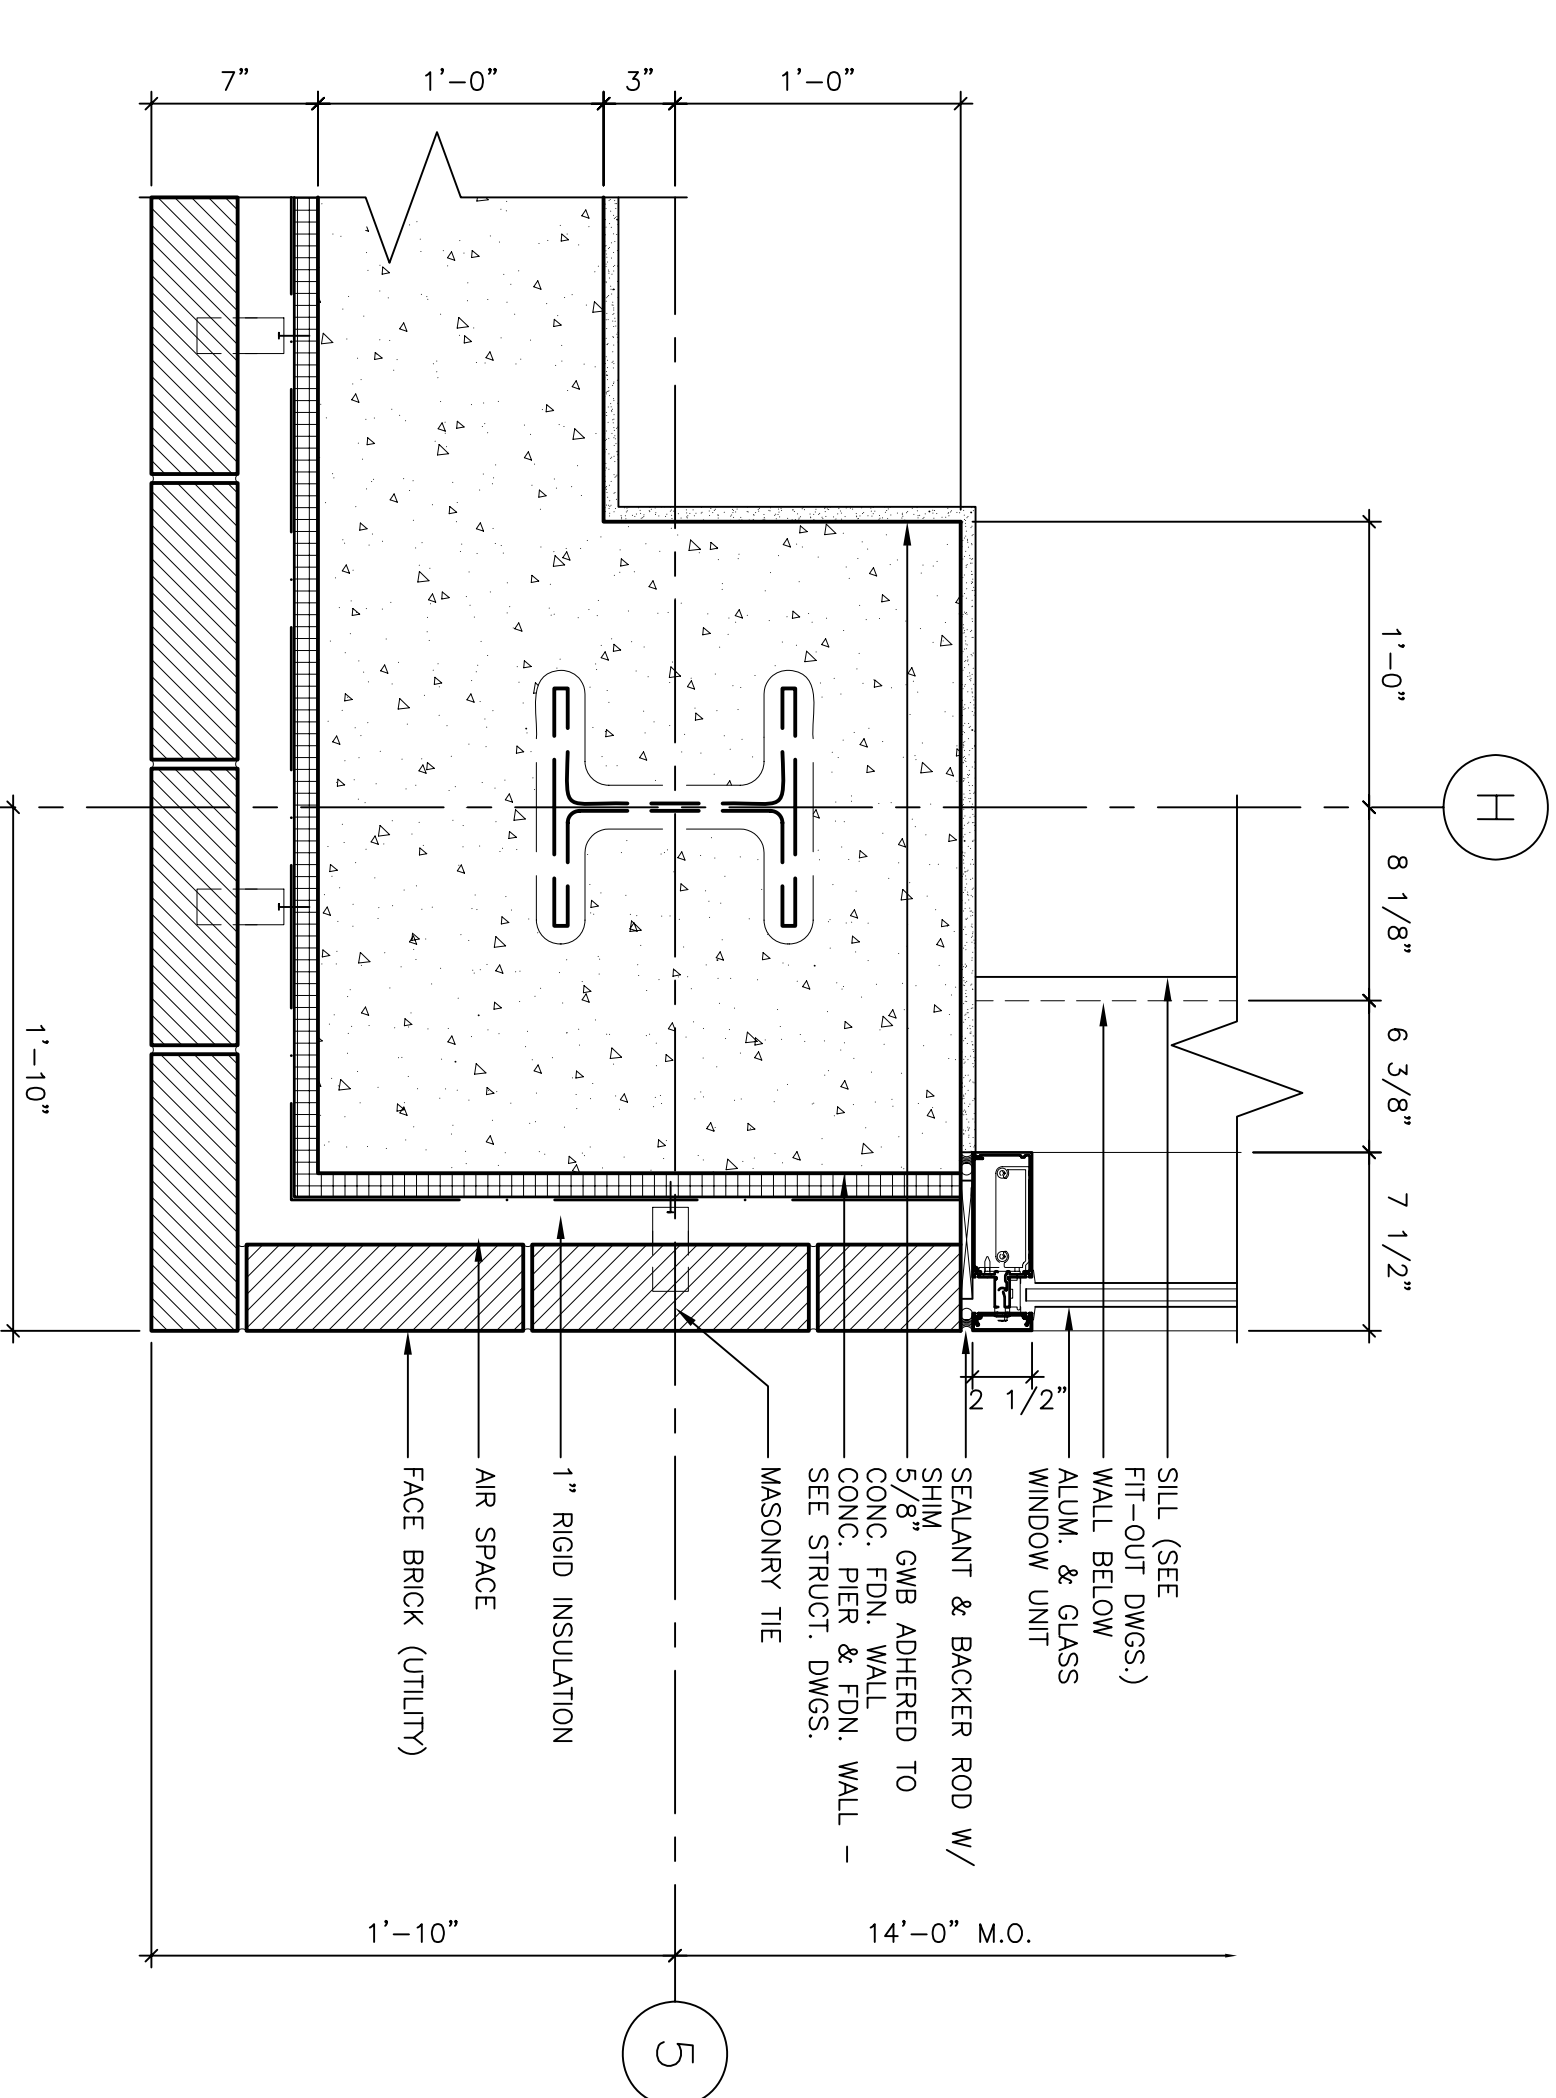 7"
1'-0"
3"
1'-0"
1'-0"
H
8 1/8"
6 3/8"
7 1/2"
2 1/2"
1'-10"
SILL (SEE
FIT-OUT DWGS.)
WALL BELOW
ALUM. & GLASS
WINDOW UNIT
SEALANT & BACKER ROD W/
SHIM
5/8" GWB ADHERED TO
CONC. FDN. WALL
CONC. PIER & FDN. WALL -
SEE STRUCT. DWGS.
MASONRY TIE
1" RIGID INSULATION
AIR SPACE
FACE BRICK (UTILITY)
1'-10"
14'-0" M.O.
5